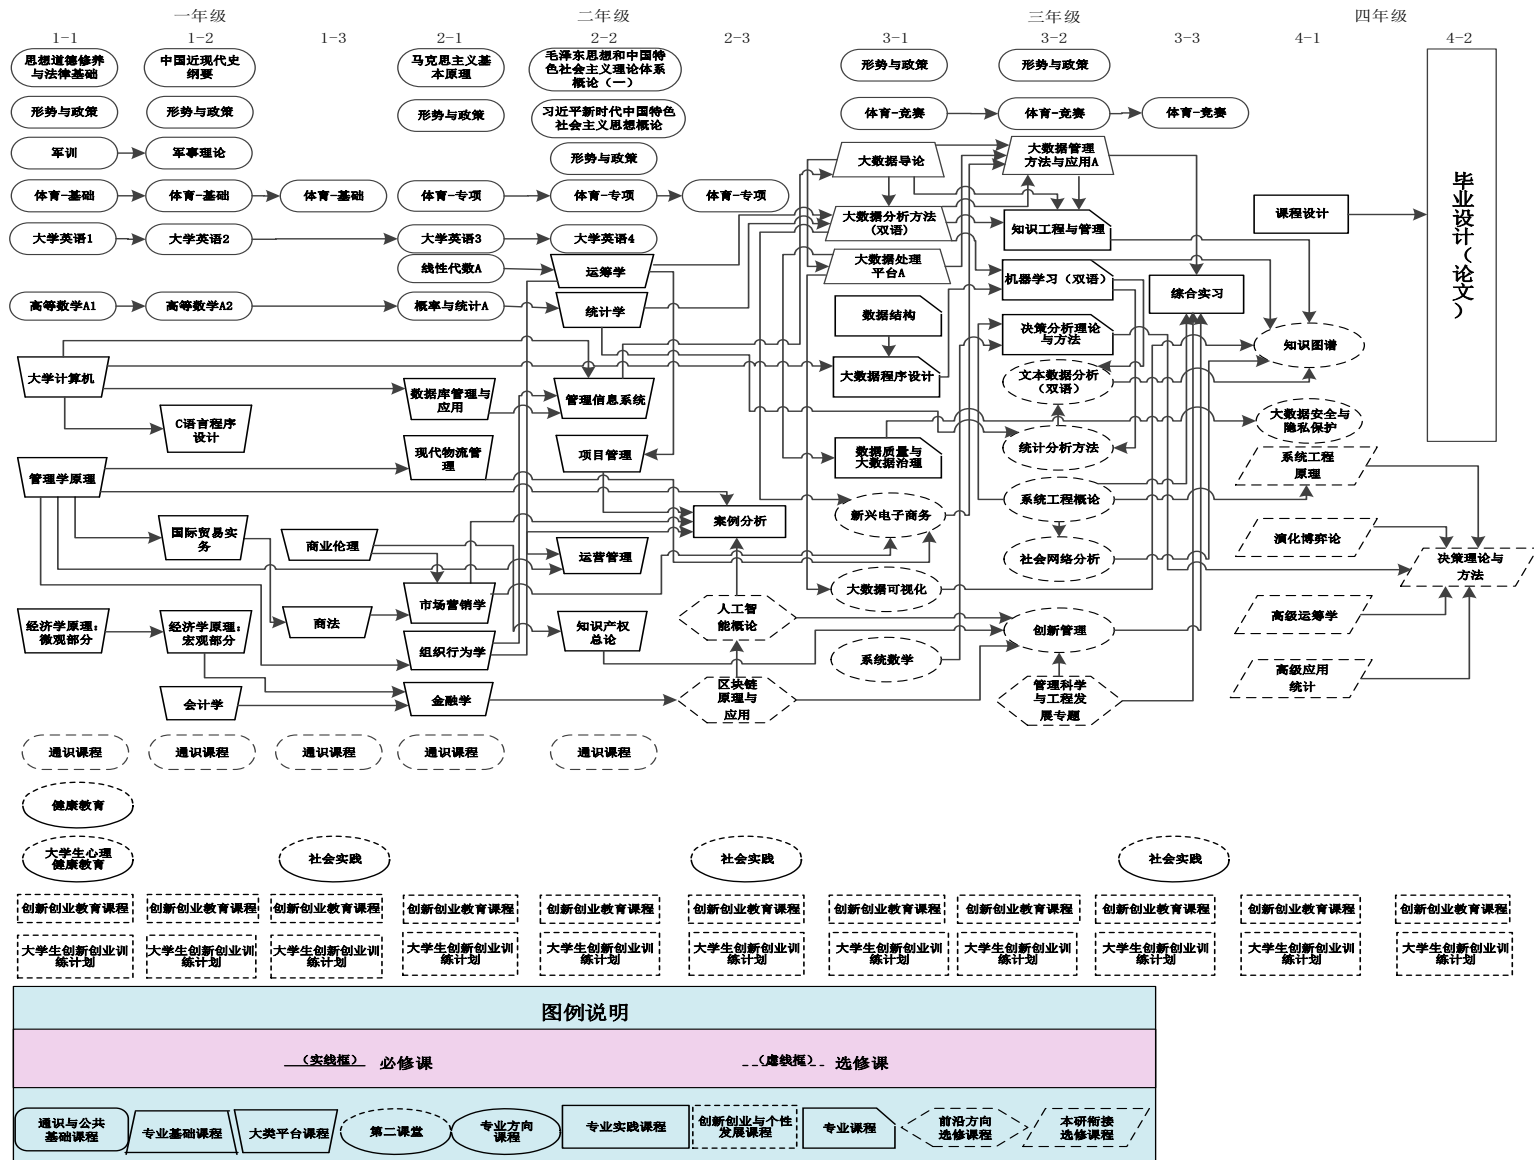 一年级
二年级
三年级
四年级
1-1
1-2
1-3
2-1
2-2
2-3
3-1
3-2
3-3
4-1
4-2
思想道德修养
与法律基础
中国近现代史
纲要
马克思主义基
本原理
毛泽东思想和中国特
色社会主义理论体系
概论（一）
形势与政策
形势与政策
形势与政策
形势与政策
形势与政策
习近平新时代中国特色
社会主义思想概论
体育-竞赛
体育-竞赛
体育-竞赛
军训
军事理论
形势与政策
大数据导论
大数据管理
方法与应用A
体育-基础
体育-基础
体育-基础
体育-专项
体育-专项
体育-专项
大数据分析方法
（双语）
知识工程与管理
课程设计
毕业设计（论文）
大学英语1
大学英语2
大学英语3
大学英语4
线性代数A
运筹学
大数据处理
平台A
机器学习（双语）
综合实习
高等数学A1
高等数学A2
概率与统计A
统计学
数据结构
决策分析理论
与方法
知识图谱
大学计算机
数据库管理与
应用
管理信息系统
大数据程序设计
文本数据分析
（双语）
C语言程序
设计
大数据安全与
隐私保护
现代物流管
理
项目管理
数据质量与
大数据治理
统计分析方法
系统工程
原理
管理学原理
案例分析
新兴电子商务
系统工程概论
国际贸易实
务
商业伦理
运营管理
社会网络分析
演化博弈论
决策理论与
方法
市场营销学
大数据可视化
经济学原理：
微观部分
经济学原理：
宏观部分
商法
知识产权
总论
人工智
能概论
创新管理
高级运筹学
组织行为学
系统数学
会计学
金融学
区块链
原理与
应用
管理科学
与工程发
展专题
高级应用
统计
通识课程
通识课程
通识课程
通识课程
通识课程
健康教育
大学生心理
健康教育
社会实践
社会实践
社会实践
创新创业教育课程
创新创业教育课程
创新创业教育课程
创新创业教育课程
创新创业教育课程
创新创业教育课程
创新创业教育课程
创新创业教育课程
创新创业教育课程
创新创业教育课程
创新创业教育课程
大学生创新创业训
练计划
大学生创新创业训
练计划
大学生创新创业训
练计划
大学生创新创业训
练计划
大学生创新创业训
练计划
大学生创新创业训
练计划
大学生创新创业训
练计划
大学生创新创业训
练计划
大学生创新创业训
练计划
大学生创新创业训
练计划
大学生创新创业训
练计划
图例说明
（实线框） 必修课
（虚线框） 选修课
通识与公共
基础课程
专业基础课程
大类平台课程
第二课堂
专业方向
课程
专业实践课程
创新创业与个性
发展课程
专业课程
前沿方向
选修课程
本研衔接
选修课程